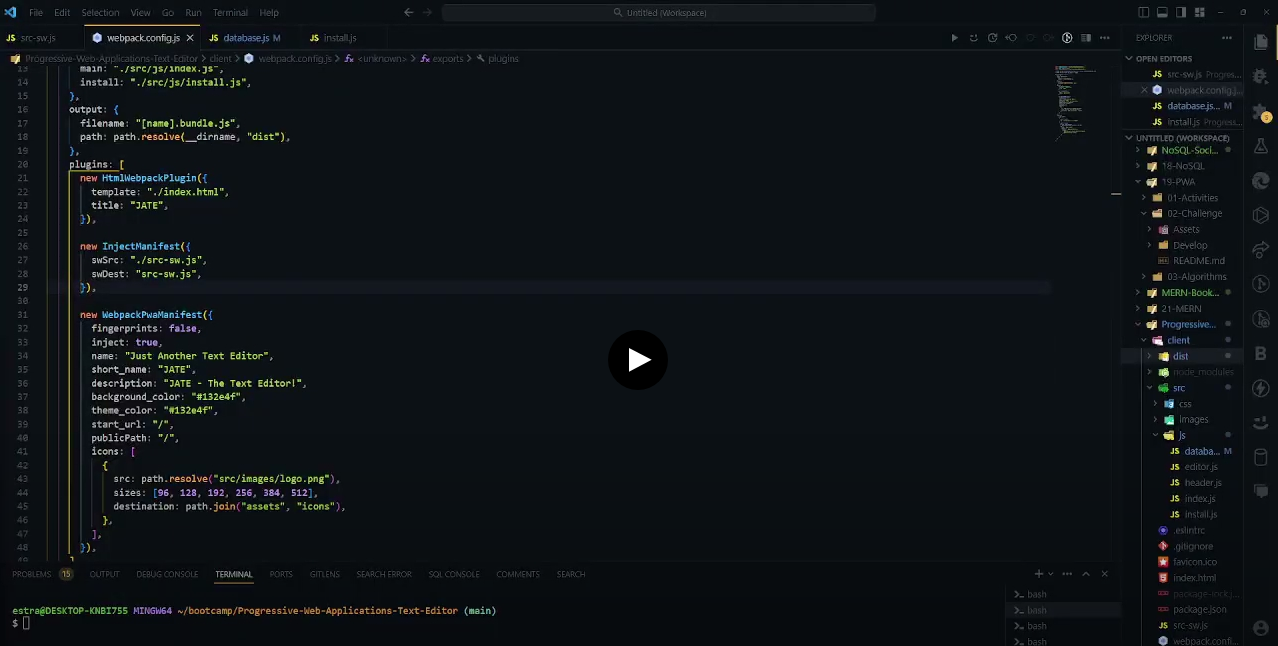 File Edit Selection View Go Run Terminal Help
Untitled (Workspace)
JS src-sw.js
webpack.config.js ×
JS database.js M
JS install.js
Progressive-Web-Applications-Text-Editor > client > webpack.config.js > <unknown> > exports > plugins
13 main: "./src/js/index.js",
14 install: "./src/js/install.js",
15 },
16 output: {
17 filename: "[name].bundle.js",
18 path: path.resolve(__dirname, "dist"),
19 },
20 plugins: [
21 new HtmlWebpackPlugin({
22 template: "./index.html",
23 title: "JATE",
24 }),
25
26 new InjectManifest({
27 swSrc: "./src-sw.js",
28 swDest: "src-sw.js",
29 }),
30
31 new WebpackPwaManifest({
32 fingerprints: false,
33 inject: true,
34 name: "Just Another Text Editor",
35 short_name: "JATE",
36 description: "JATE - The Text Editor!",
37 background_color: "#132e4f",
38 theme_color: "#132e4f",
39 start_url: "/",
40 publicPath: "/",
41 icons: [
42 {
43 src: path.resolve("src/images/logo.png"),
44 sizes: [96, 128, 192, 256, 384, 512],
45 destination: path.join("assets", "icons"),
46 },
47 ],
48 }),
49 ]
PROBLEMS 15 OUTPUT DEBUG CONSOLE TERMINAL PORTS GITLENS SEARCH ERROR SQL CONSOLE COMMENTS SEARCH
estra@DESKTOP-KNBI755 MINGW64 ~/bootcamp/Progressive-Web-Applications-Text-Editor (main)
$
bash
bash
bash
bash
EXPLORER
OPEN EDITORS
JS src-sw.js Progres...
webpack.config.j...
JS database.js... M
JS install.js Progress...
UNTITLED (WORKSPACE)
NoSQL-Soci...
18-NoSQL
19-PWA
01-Activities
02-Challenge
Assets
Develop
README.md
03-Algorithms
MERN-Book...
21-MERN
Progressive...
client
dist
node_modules
src
css
images
js
JS databa... M
JS editor.js
JS header.js
JS index.js
JS install.js
.eslintrc
.gitignore
favicon.ico
index.html
package-lock.j...
package.json
JS src-sw.js
webpack.confi...
5